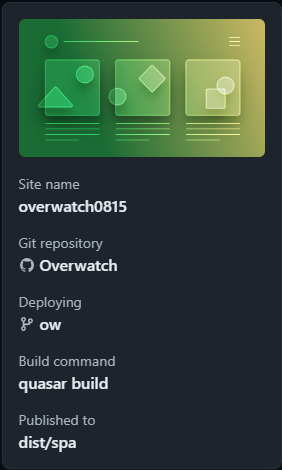 Site name
overwatch0815
Git repository
Overwatch
Deploying
ow
Build command
quasar build
Published to
dist/spa